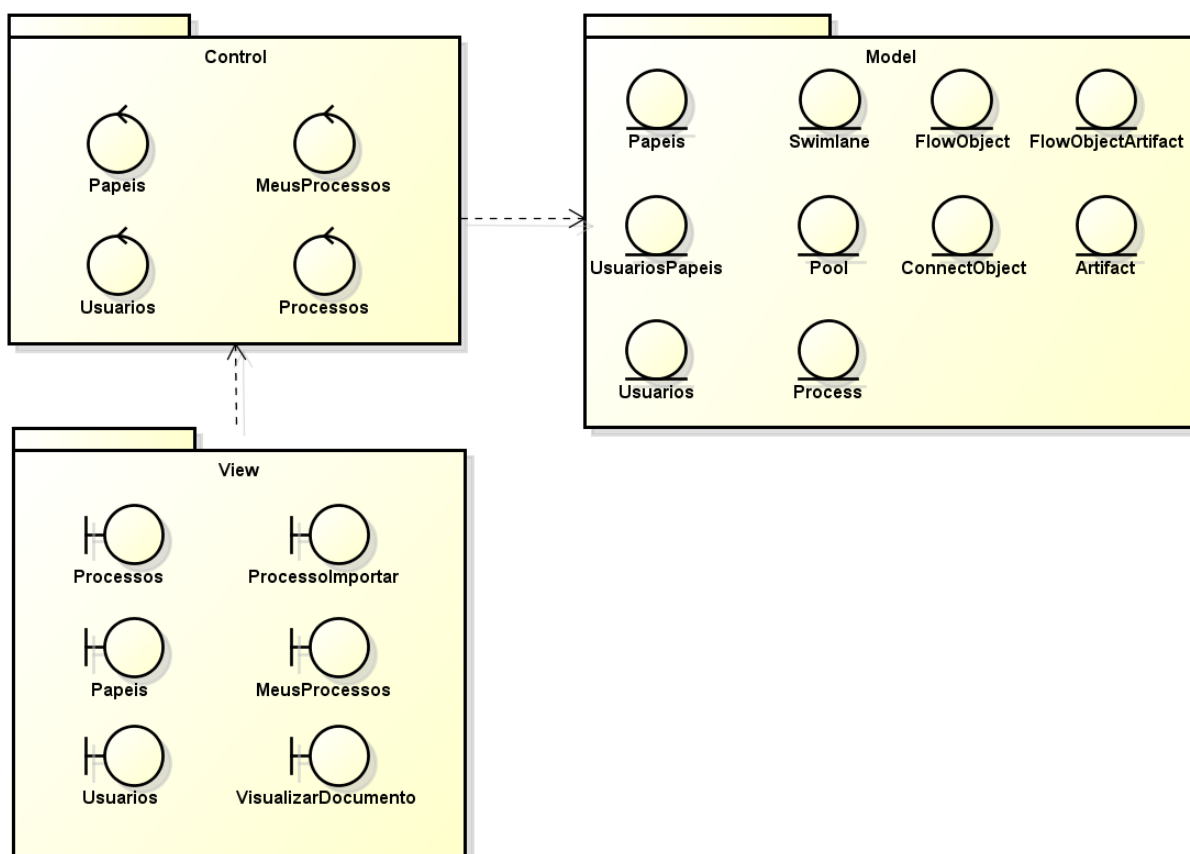 Control
Papeis
MeusProcessos
Usuarios
Processos
Model
Papeis
Swimlane
FlowObject
FlowObjectArtifact
UsuariosPapeis
Pool
ConnectObject
Artifact
Usuarios
Process
View
Processos
ProcessoImportar
Papeis
MeusProcessos
Usuarios
VisualizarDocumento